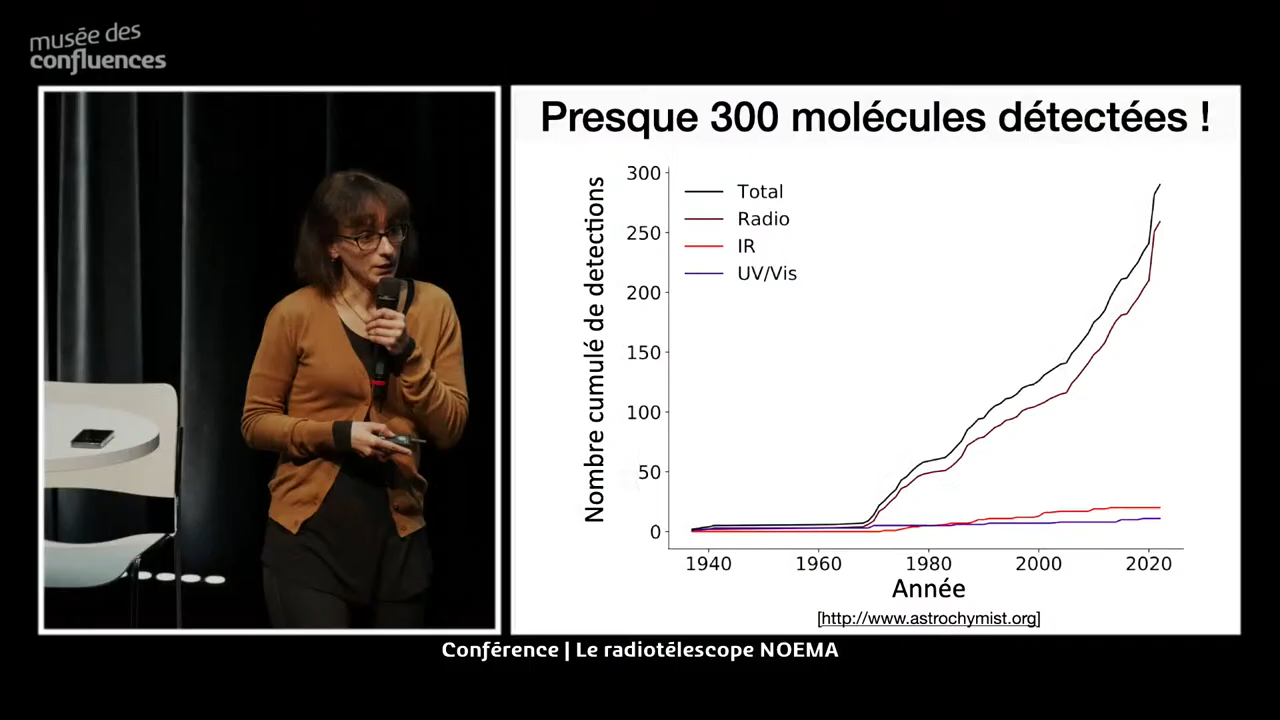 musée des
confluences
Presque 300 molécules détectées !
Nombre cumulé de detections
300
250
200
150
100
50
0
Total
Radio
IR
UV/Vis
1940
1960
1980
2000
2020
Année
[http://www.astrochymist.org]
Conférence | Le radiotélescope NOEMA